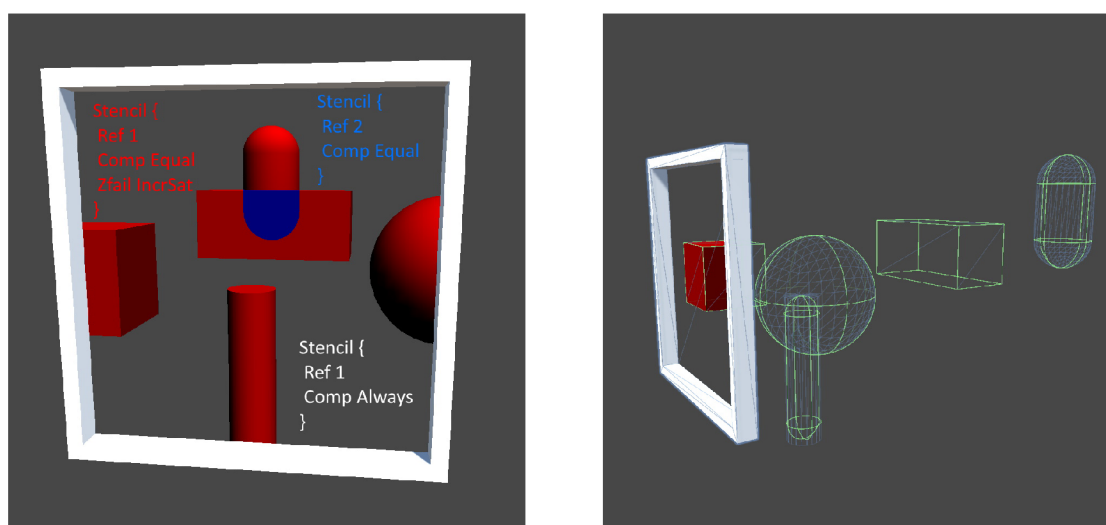 Stencil {
Ref 1
Comp Equal
Zfail IncrSat
}
Stencil {
Ref 2
Comp Equal
}
Stencil {
Ref 1
Comp Always
}